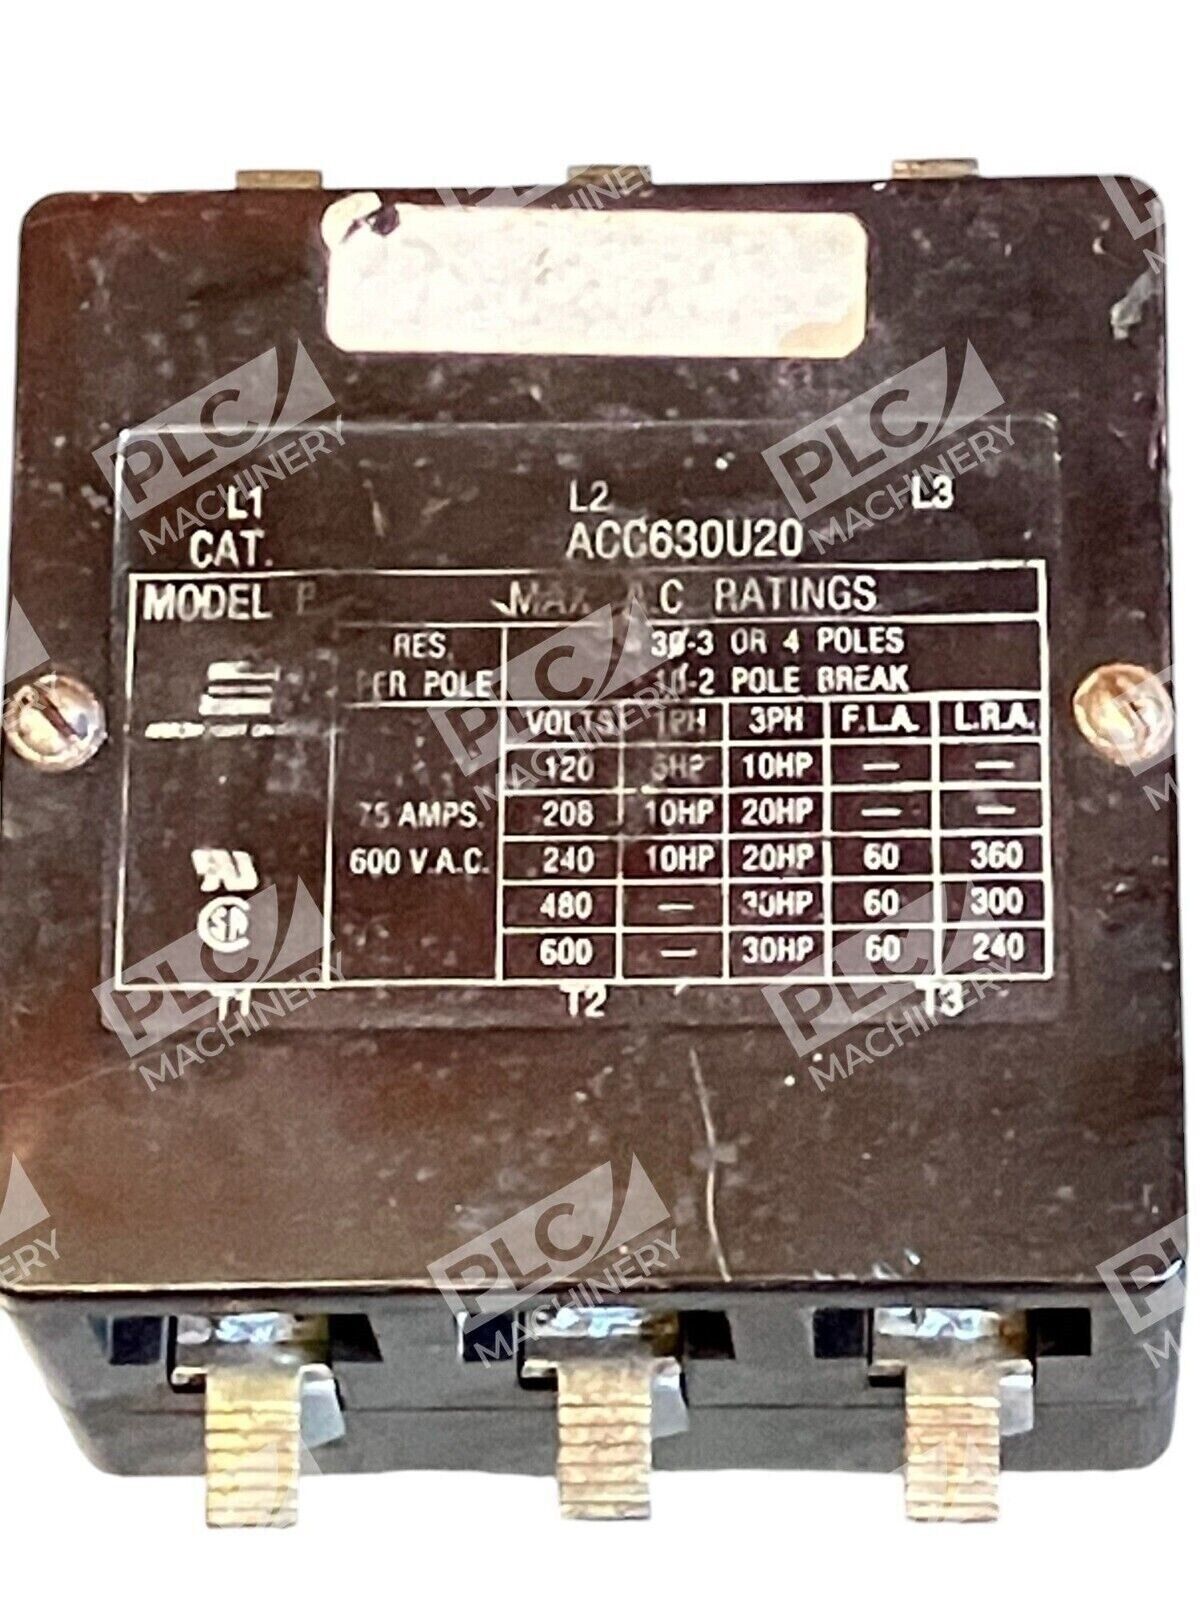 L1 L2 L3
CAT. ACC630U20
MODEL MAX. A.C RATINGS
RES. 3Ø-3 OR 4 POLES
PER POLE 1Ø-2 POLE BREAK
VOLTS 1PH 3PH F.L.A. L.R.A.
120 5HP 10HP — —
75 AMPS. 208 10HP 20HP — —
600 V.A.C. 240 10HP 20HP 60 360
480 — 30HP 60 300
600 — 30HP 60 240
T1 T2 T3
PLC MACHINERY